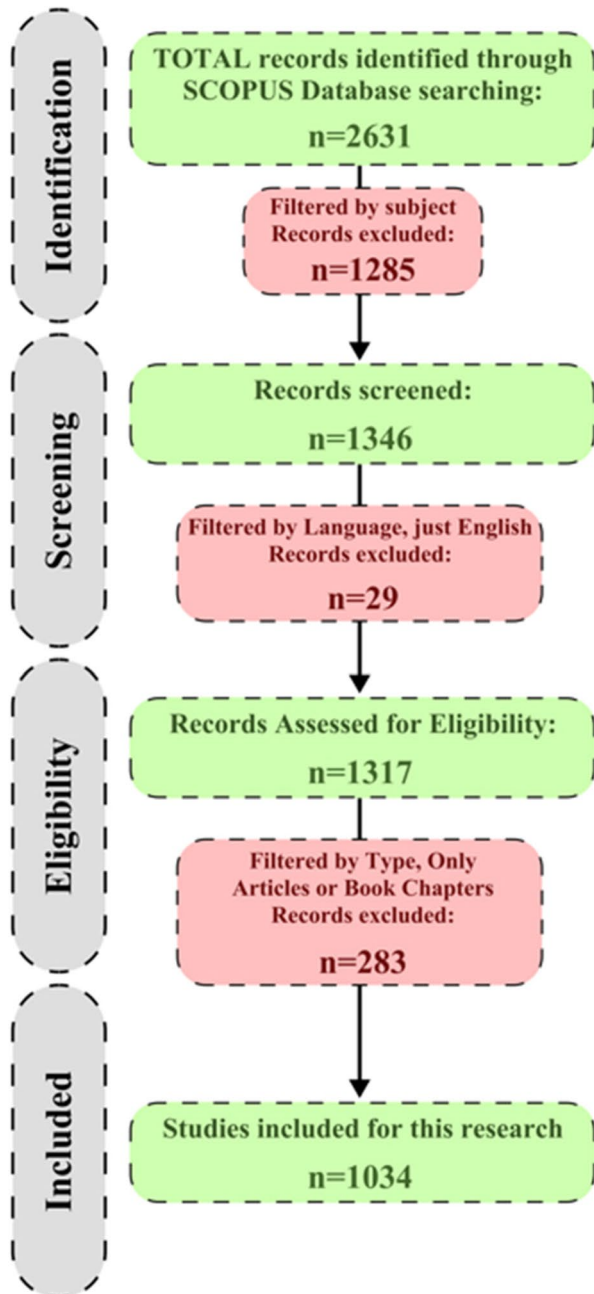 Identification
TOTAL records identified through
SCOPUS Database searching:
n=2631
Filtered by subject
Records excluded:
n=1285
Screening
Records screened:
n=1346
Filtered by Language, just English
Records excluded:
n=29
Eligibility
Records Assessed for Eligibility:
n=1317
Filtered by Type, Only
Articles or Book Chapters
Records excluded:
n=283
Included
Studies included for this research
n=1034